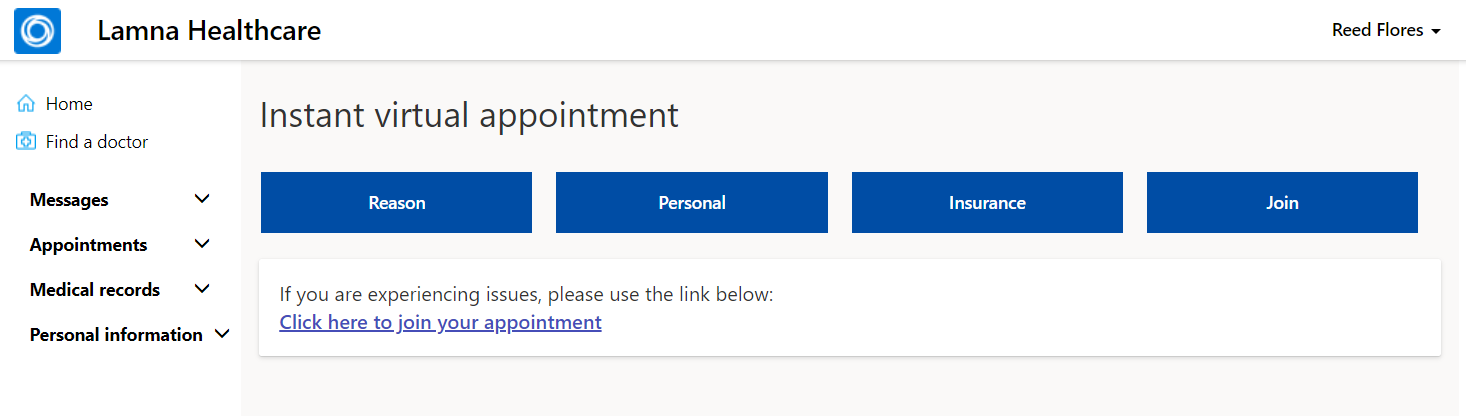 Lamna Healthcare
Reed Flores
Home
Find a doctor
Messages
Appointments
Medical records
Personal information
Instant virtual appointment
Reason
Personal
Insurance
Join
If you are experiencing issues, please use the link below:
Click here to join your appointment